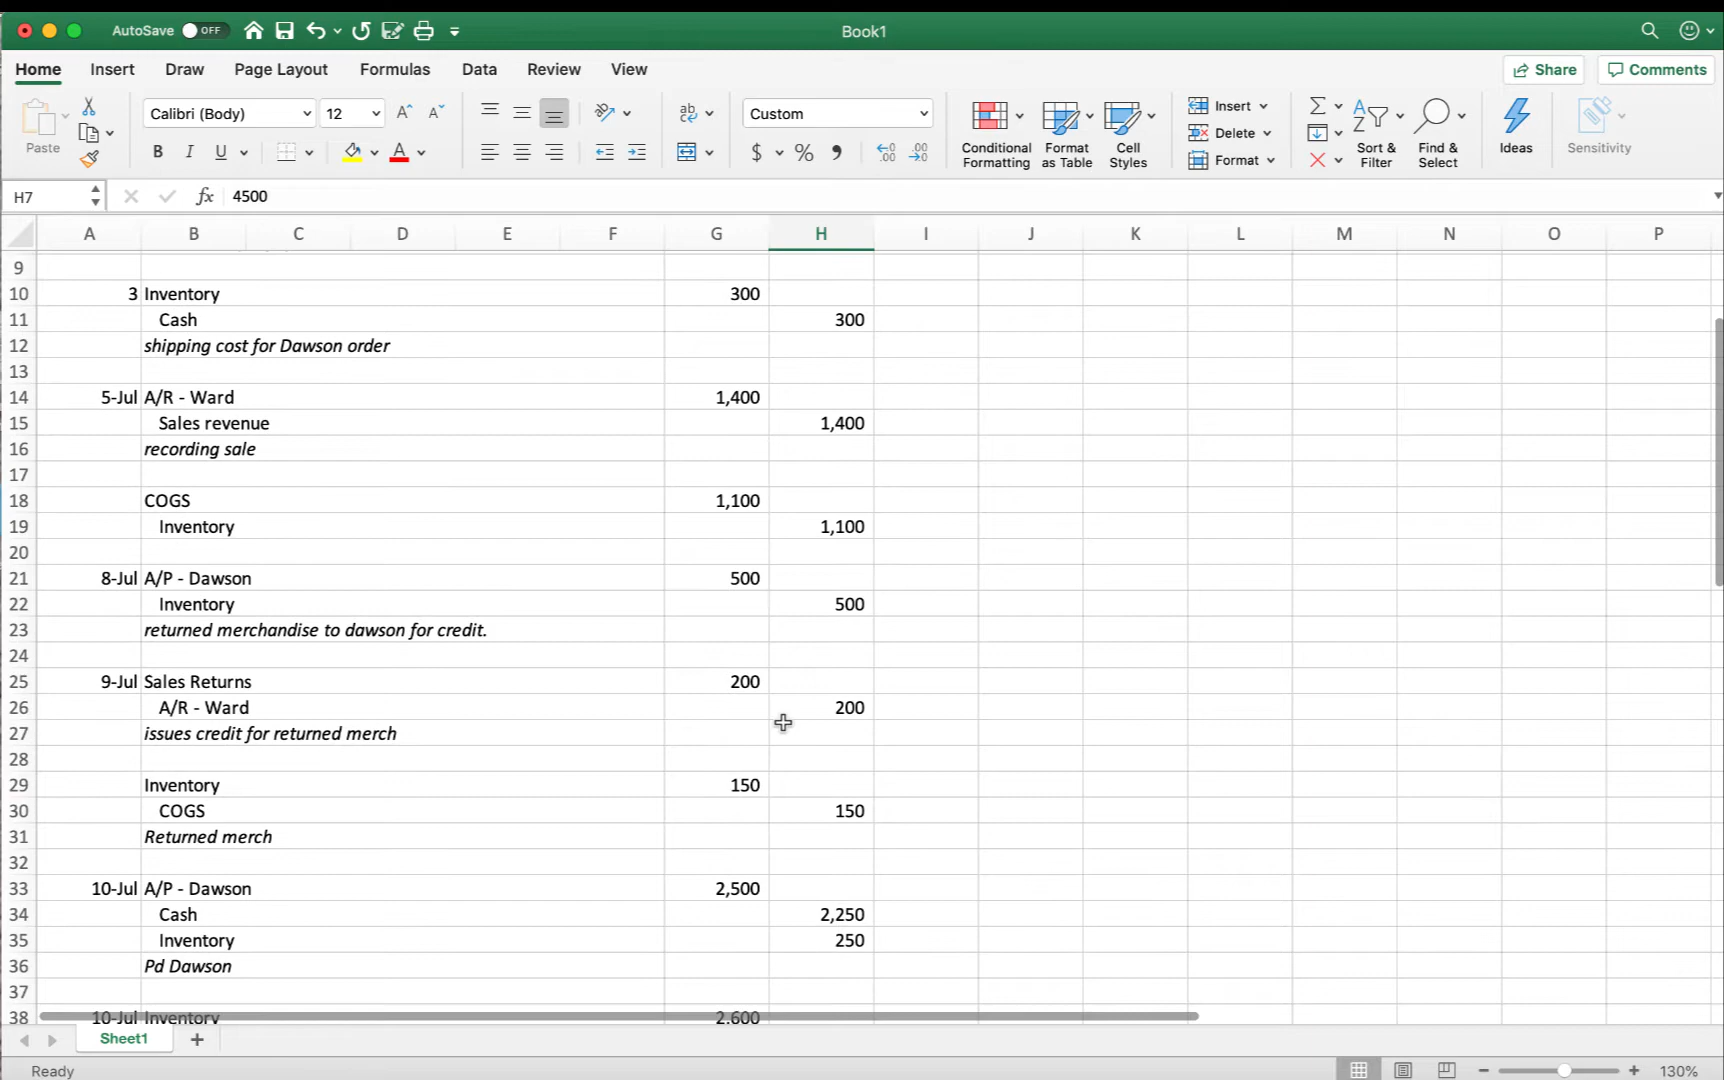 AutoSave OFF Book1
Home Insert Draw Page Layout Formulas Data Review View Share Comments
Paste Calibri (Body) 12 Custom Conditional Formatting Format as Table Cell Styles Insert Delete Format Sort & Filter Find & Select Ideas Sensitivity
H7 fx 4500
A B C D E F G H I J K L M N O P
9
10 3 Inventory 300
11 Cash 300
12 shipping cost for Dawson order
13
14 5-Jul A/R - Ward 1,400
15 Sales revenue 1,400
16 recording sale
17
18 COGS 1,100
19 Inventory 1,100
20
21 8-Jul A/P - Dawson 500
22 Inventory 500
23 returned merchandise to dawson for credit.
24
25 9-Jul Sales Returns 200
26 A/R - Ward 200
27 issues credit for returned merch
28
29 Inventory 150
30 COGS 150
31 Returned merch
32
33 10-Jul A/P - Dawson 2,500
34 Cash 2,250
35 Inventory 250
36 Pd Dawson
37
38 10-Jul Inventory 2,600
Sheet1
Ready 130%